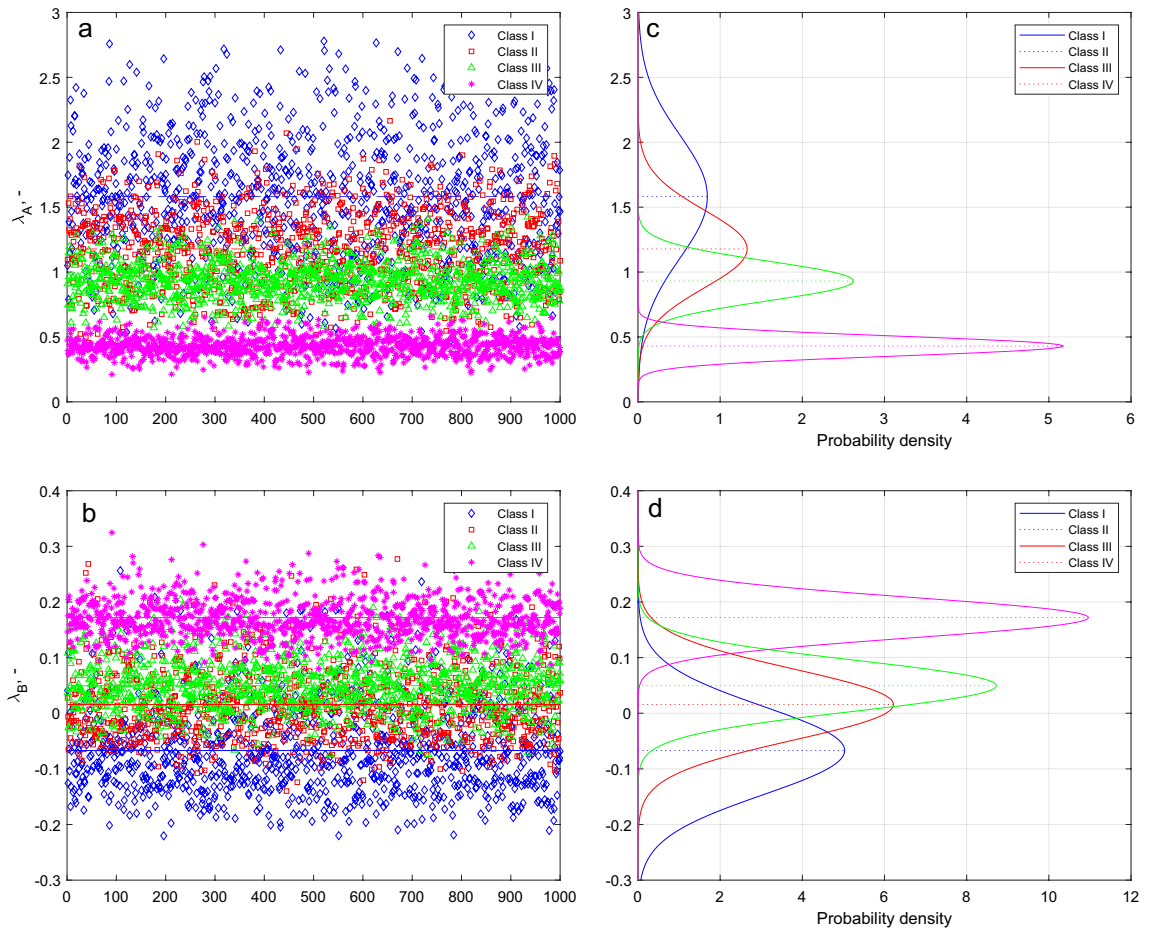 a
3
2.5
2
1.5
1
0.5
0
λA, -
0 100 200 300 400 500 600 700 800 900 1000
Class I
Class II
Class III
Class IV
c
3
2.5
2
1.5
1
0.5
0
0 1 2 3 4 5 6
Probability density
Class I
Class II
Class III
Class IV
b
0.4
0.3
0.2
0.1
0
-0.1
-0.2
-0.3
λB, -
0 100 200 300 400 500 600 700 800 900 1000
Class I
Class II
Class III
Class IV
d
0.4
0.3
0.2
0.1
0
-0.1
-0.2
-0.3
0 2 4 6 8 10 12
Probability density
Class I
Class II
Class III
Class IV